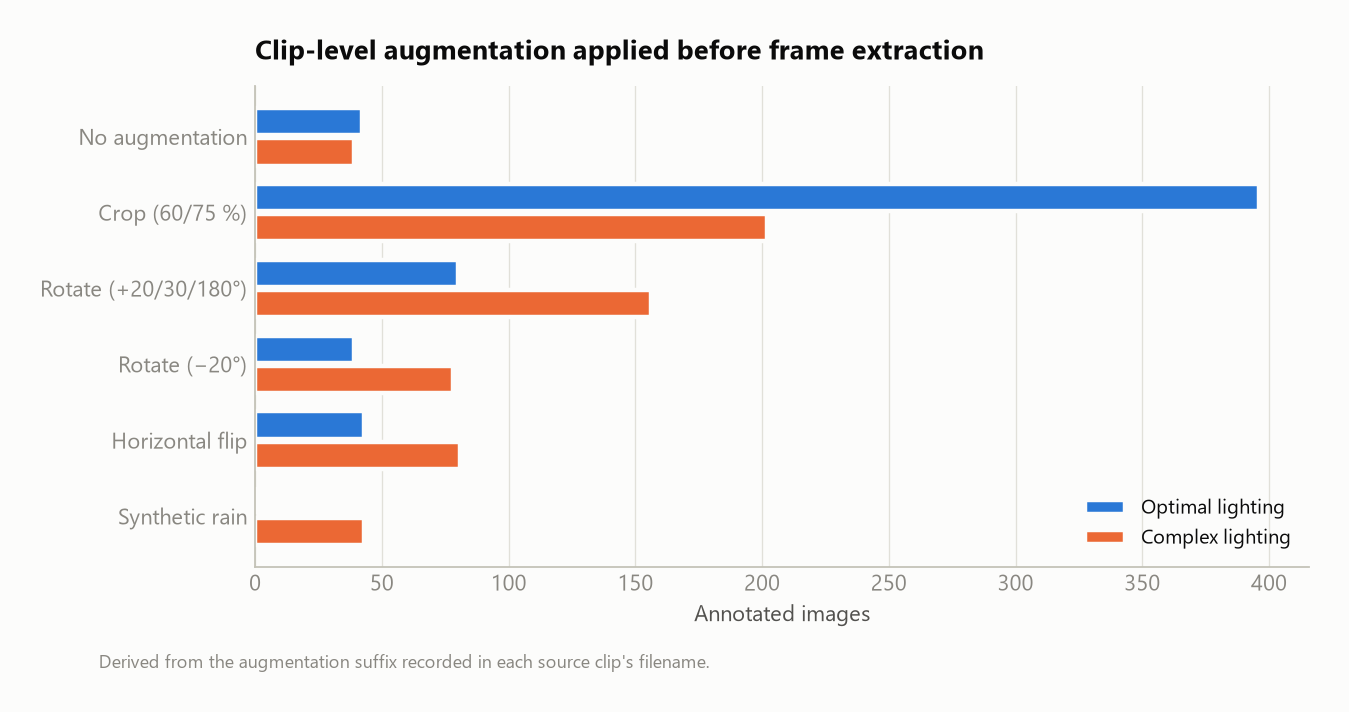 Clip-level augmentation applied before frame extraction
No augmentation
Crop (60/75 %)
Rotate (+20/30/180°)
Rotate (−20°)
Horizontal flip
Synthetic rain
Optimal lighting
Complex lighting
0 50 100 150 200 250 300 350 400
Annotated images
Derived from the augmentation suffix recorded in each source clip's filename.